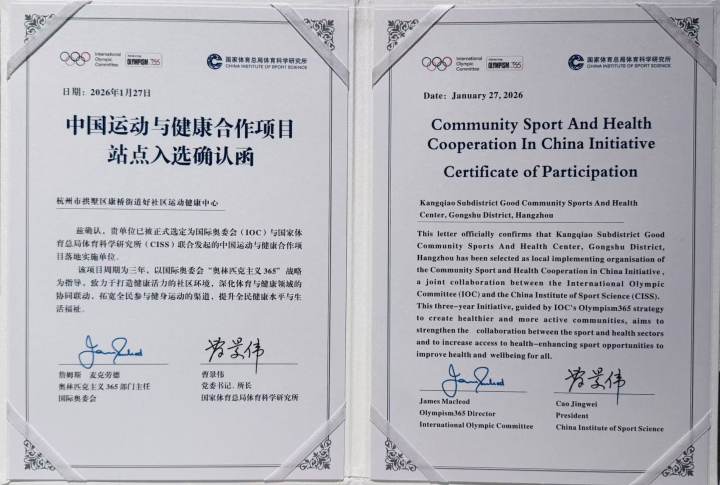 International
Olympic
Committee
OLYMPISM 365
国家体育总局体育科学研究所
CHINA INSTITUTE OF SPORT SCIENCE
日期：2026年1月27日
中国运动与健康合作项目
站点入选确认函
杭州市拱墅区康桥街道好社区运动健康中心
兹确认，贵单位已被正式选定为国际奥委会（IOC）与国家体
育总局体育科学研究所（CISS）联合发起的中国运动与健康合作项
目落地实施单位。
该项目周期为三年，以国际奥委会“奥林匹克主义365”战略
为指导，致力于打造健康活力的社区环境，深化体育与健康领域的
协同联动，拓宽全民参与健身运动的渠道，提升全民健康水平与生
活福祉。
詹姆斯 麦克劳德
奥林匹克主义365部门主任
国际奥委会
曹景伟
曹景伟
党委书记、所长
国家体育总局体育科学研究所
International
Olympic
Committee
OLYMPISM 365
国家体育总局体育科学研究所
CHINA INSTITUTE OF SPORT SCIENCE
Date: January 27, 2026
Community Sport And Health
Cooperation In China Initiative
Certificate of Participation
Kangqiao Subdistrict Good Community Sports And Health
Center, Gongshu District, Hangzhou
This letter officially confirms that Kangqiao Subdistrict Good
Community Sports And Health Center, Gongshu District,
Hangzhou has been selected as local implementing organisation of
the Community Sport and Health Cooperation in China Initiative ,
a joint collaboration between the International Olympic
Committee (IOC) and the China Institute of Sport Science (CISS).
This three-year Initiative, guided by IOC's Olympism365 strategy
to create healthier and more active communities, aims to
strengthen the collaboration between the sport and health sectors
and to increase access to health-enhancing sport opportunities to
improve health and wellbeing for all.
James Macleod
Olympism365 Director
International Olympic Committee
曹景伟
Cao Jingwei
President
China Institute of Sport Science